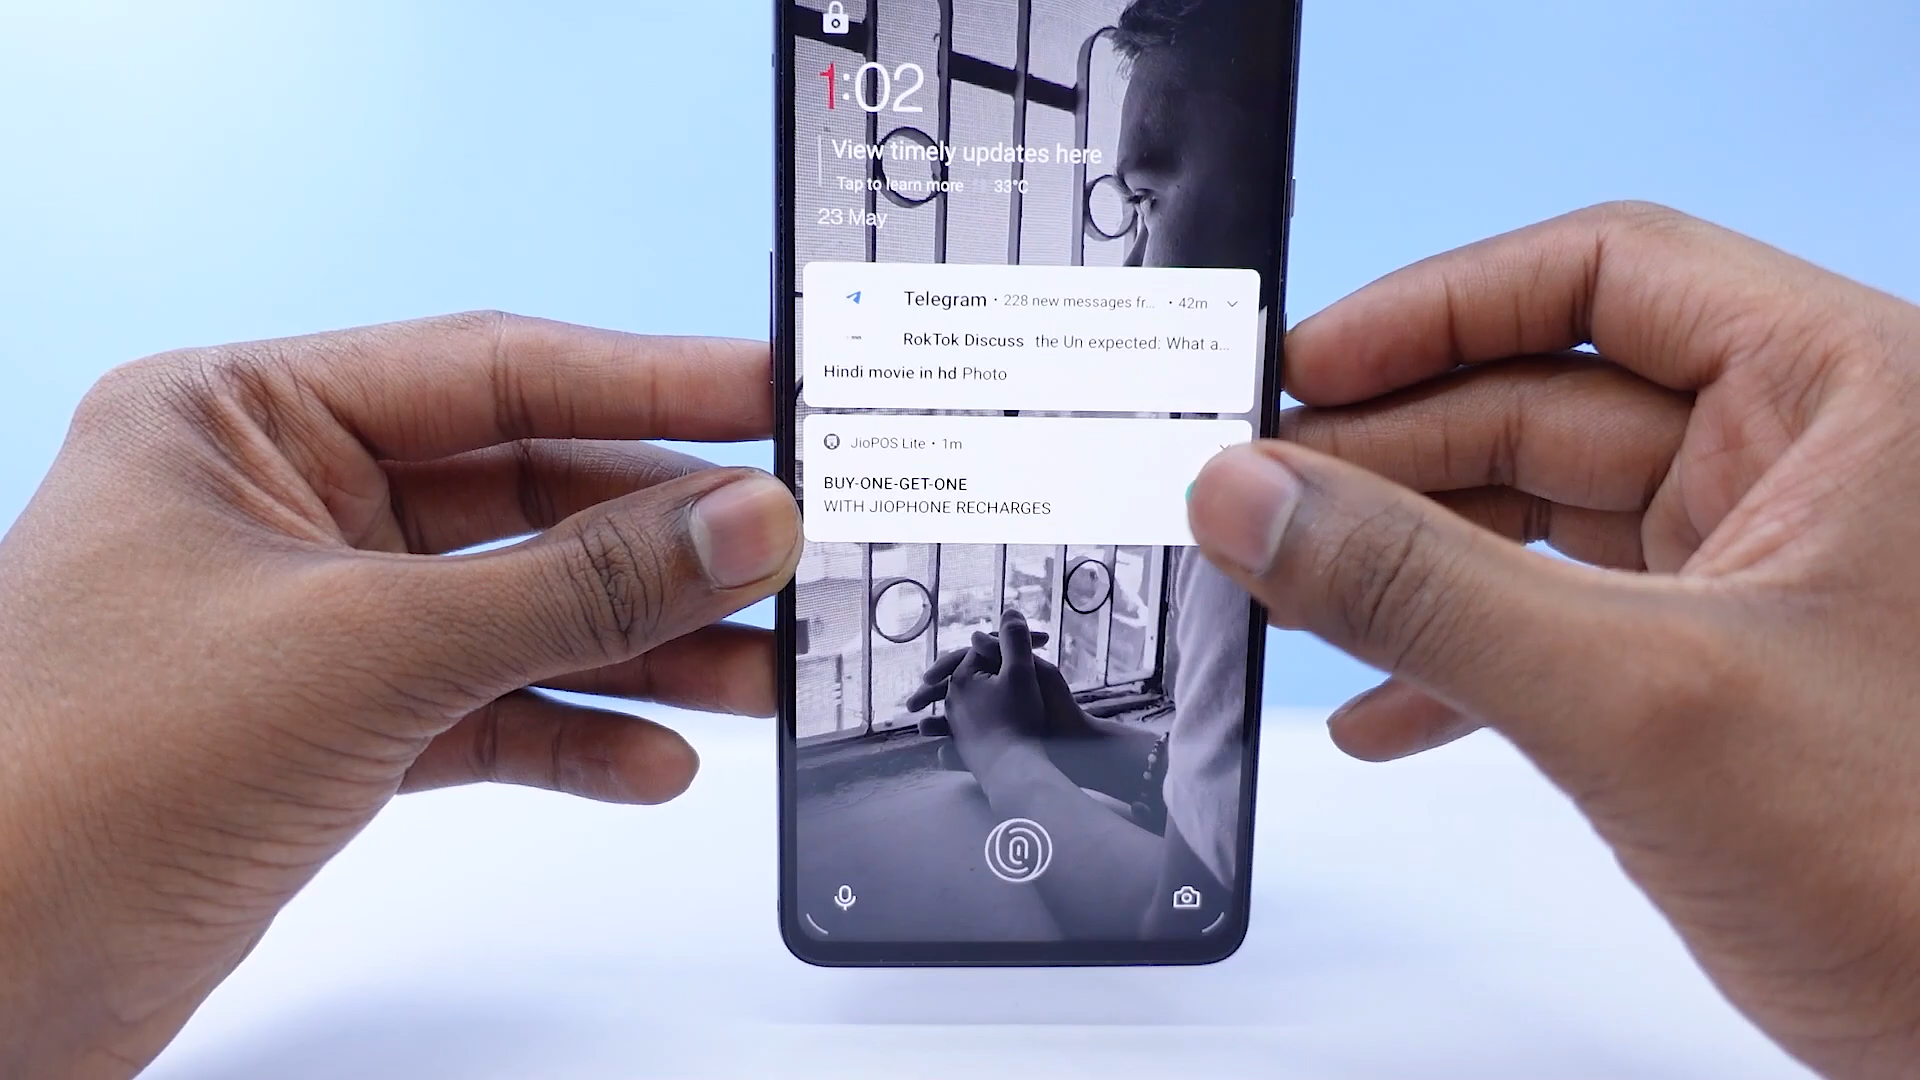 1:02
View timely updates here
Tap to learn more 33°C
23 May
Telegram · 228 new messages fr... · 42m
RokTok Discuss the Un expected: What a...
Hindi movie in hd Photo
JioPOS Lite · 1m
BUY-ONE-GET-ONE
WITH JIOPHONE RECHARGES